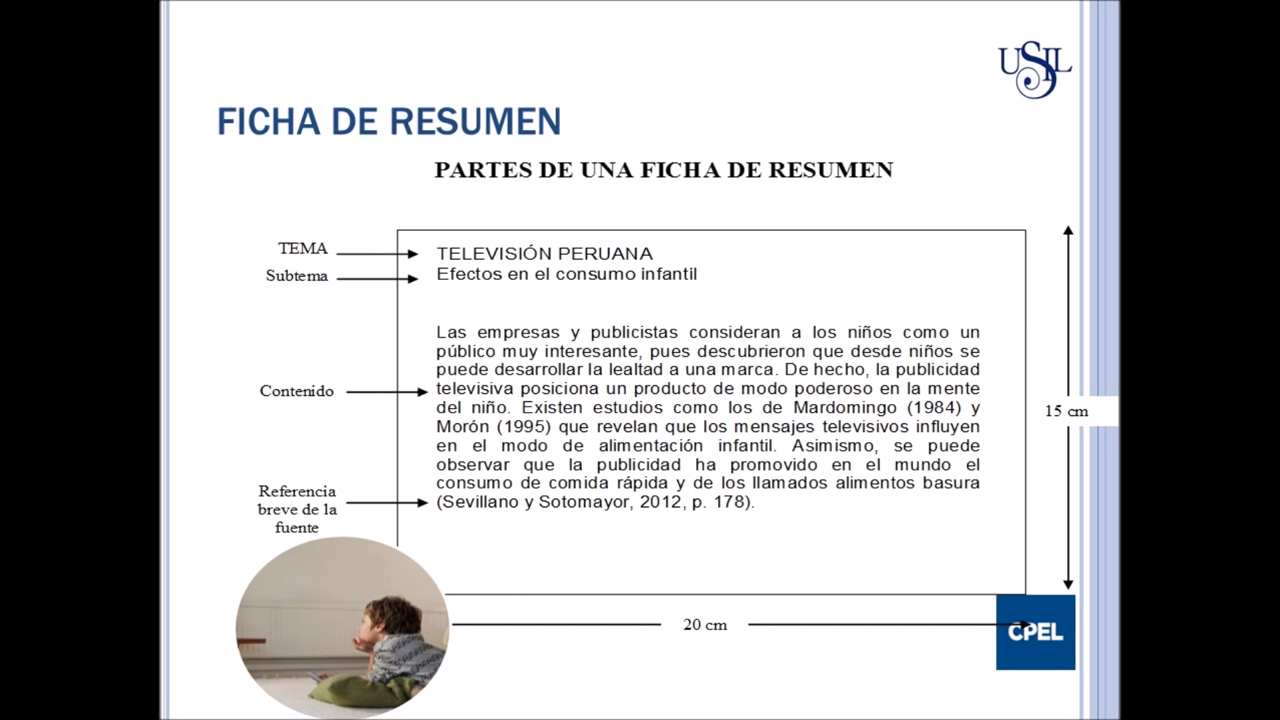 USIL
FICHA DE RESUMEN
PARTES DE UNA FICHA DE RESUMEN
TEMA
TELEVISIÓN PERUANA
Subtema
Efectos en el consumo infantil
Las empresas y publicistas consideran a los niños como un
público muy interesante, pues descubrieron que desde niños se
puede desarrollar la lealtad a una marca. De hecho, la publicidad
Contenido
televisiva posiciona un producto de modo poderoso en la mente
del niño. Existen estudios como los de Mardomingo (1984) y
Morón (1995) que revelan que los mensajes televisivos influyen
en el modo de alimentación infantil. Asimismo, se puede
observar que la publicidad ha promovido en el mundo el
consumo de comida rápida y de los llamados alimentos basura
(Sevillano y Sotomayor, 2012, p. 178).
Referencia
breve de la
fuente
15 cm
20 cm
CPEL